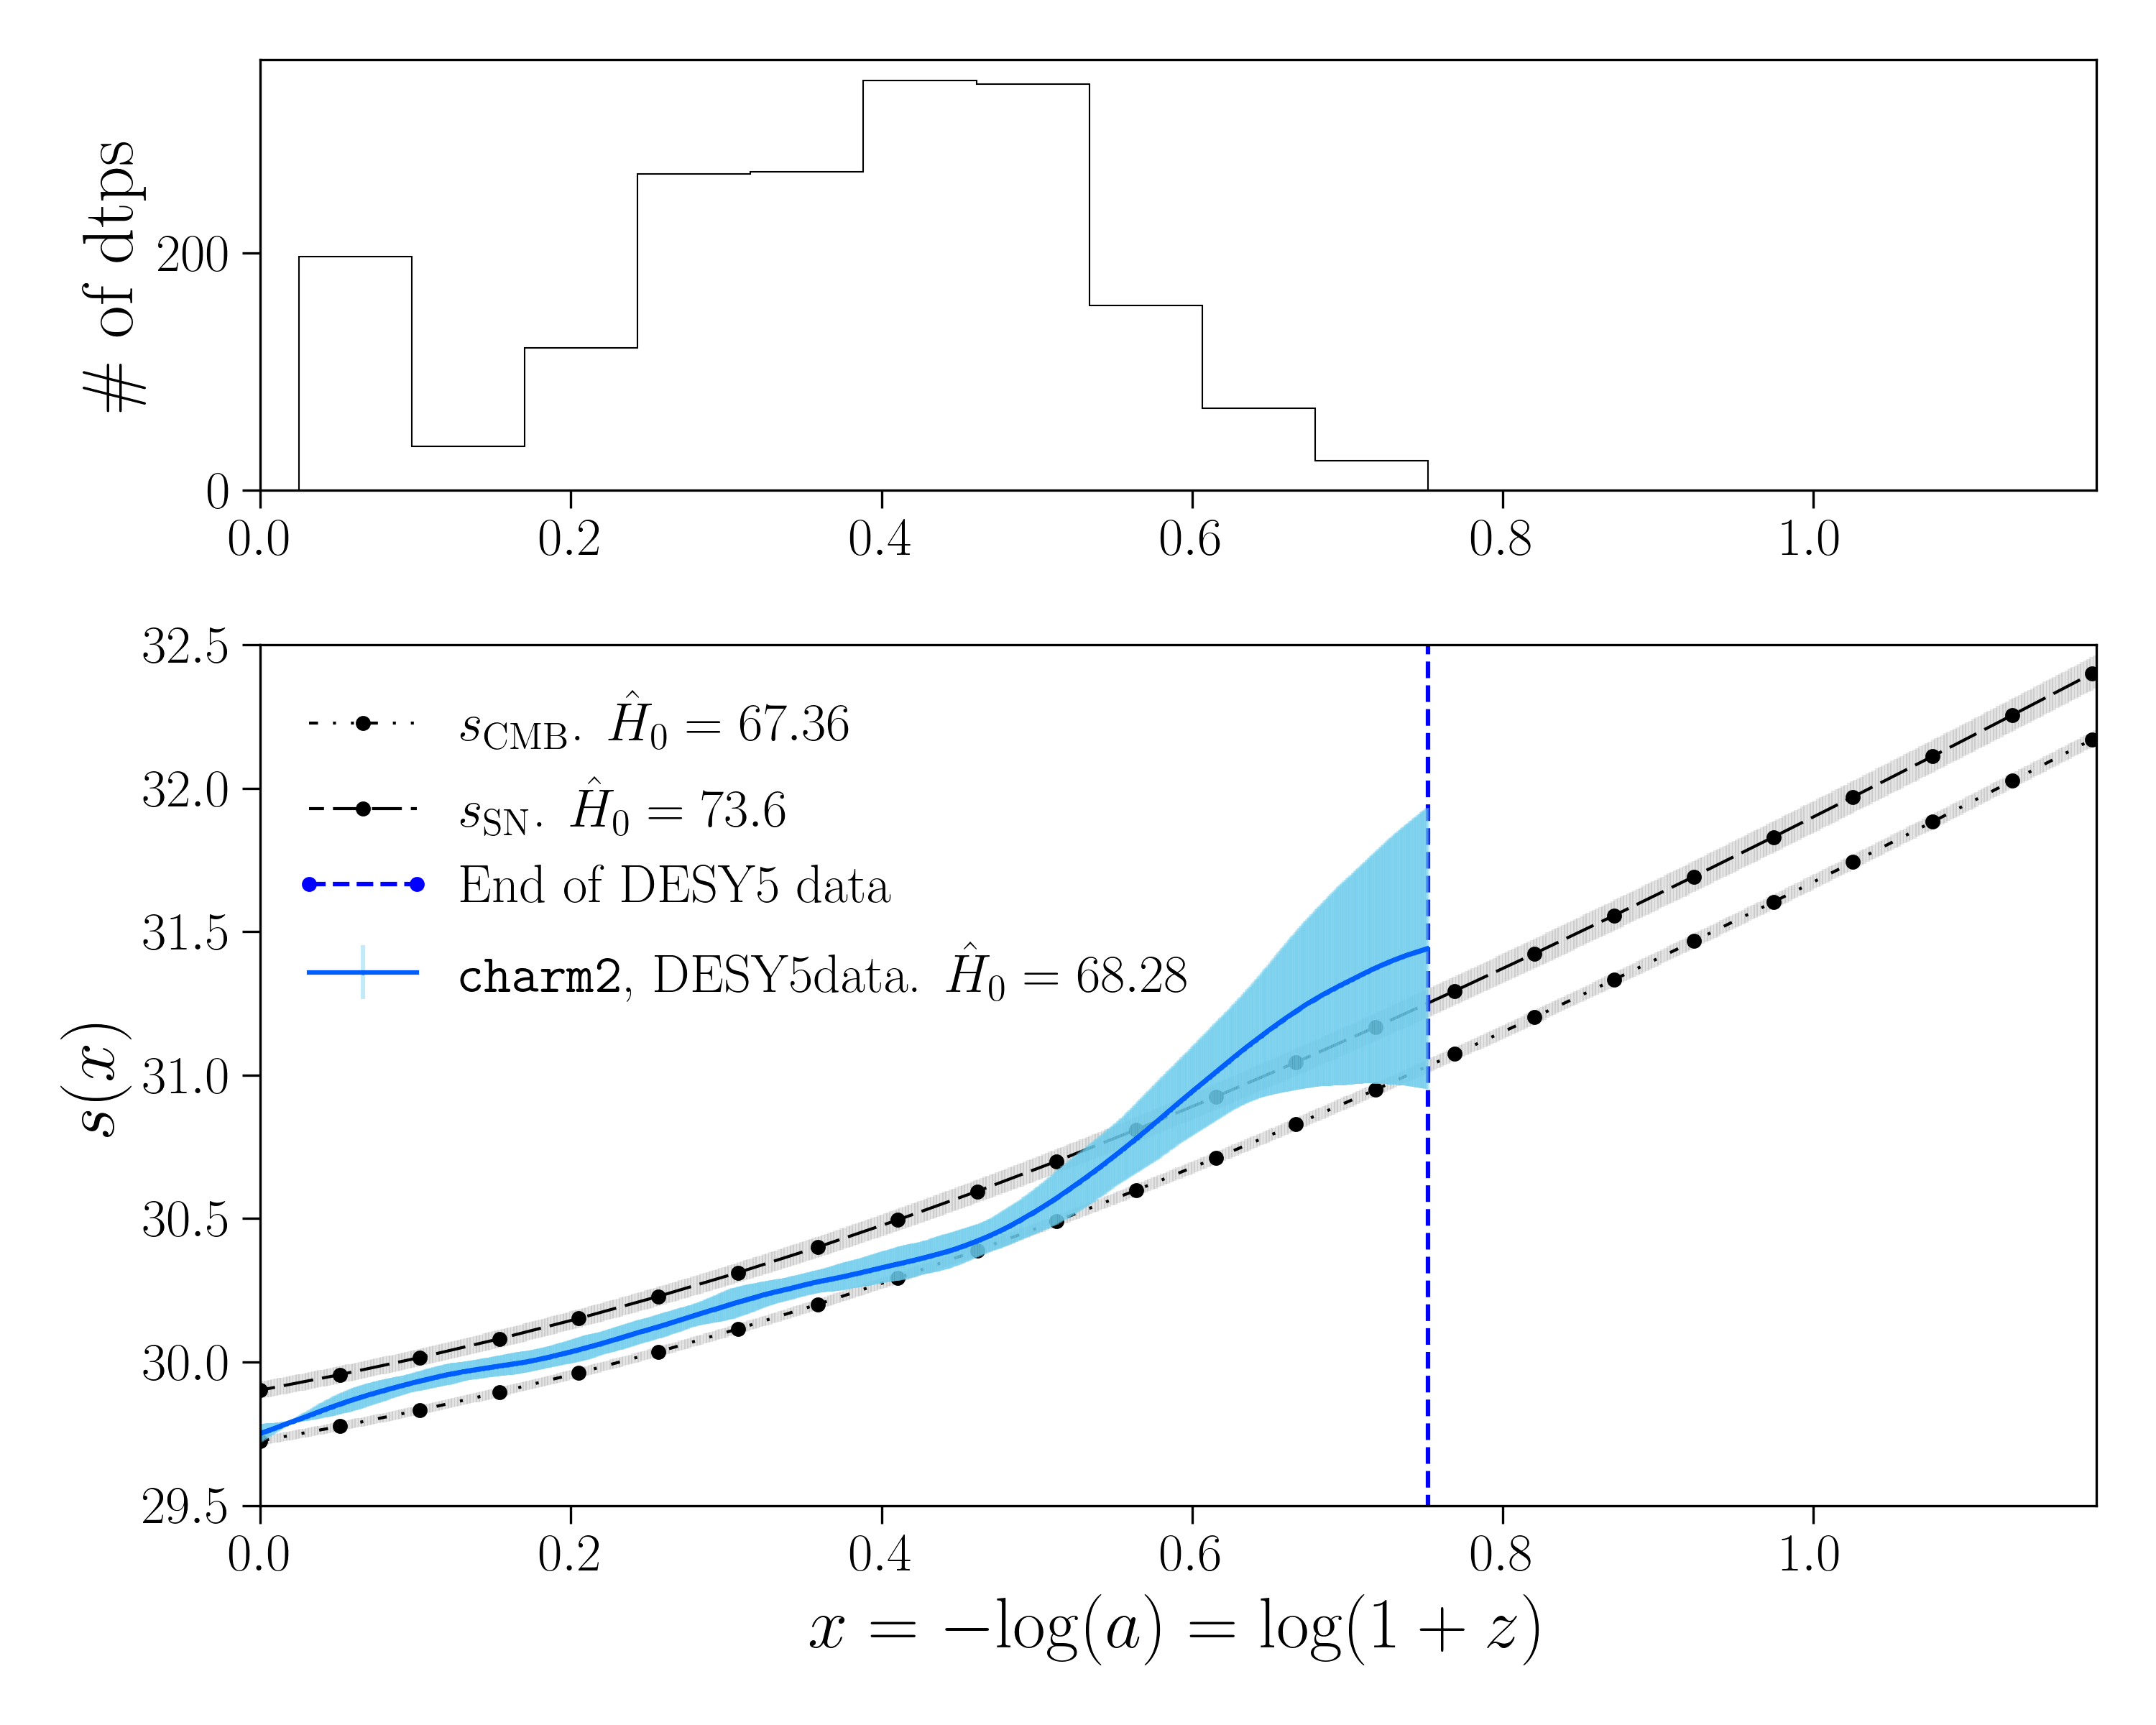 # of dtps
200
0
0.0 0.2 0.4 0.6 0.8 1.0
32.5
32.0
31.5
31.0
30.5
30.0
29.5
s(x)
s_CMB. Ĥ_0 = 67.36
s_SN. Ĥ_0 = 73.6
End of DESY5 data
charm2, DESY5data. Ĥ_0 = 68.28
0.0 0.2 0.4 0.6 0.8 1.0
x = −log(a) = log(1 + z)